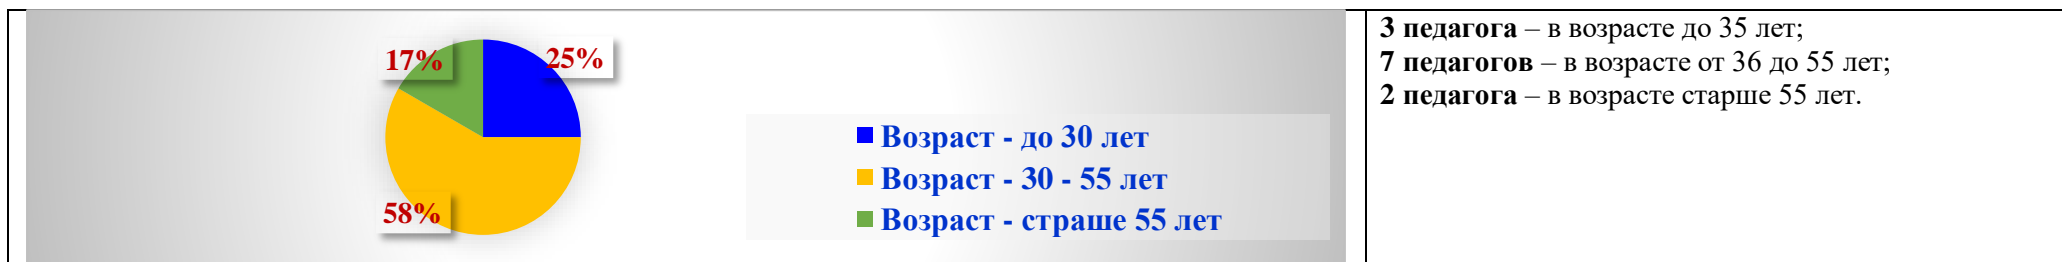 17%
25%
58%
Возраст - до 30 лет
Возраст - 30 - 55 лет
Возраст - страше 55 лет
3 педагога – в возрасте до 35 лет;
7 педагогов – в возрасте от 36 до 55 лет;
2 педагога – в возрасте старше 55 лет.